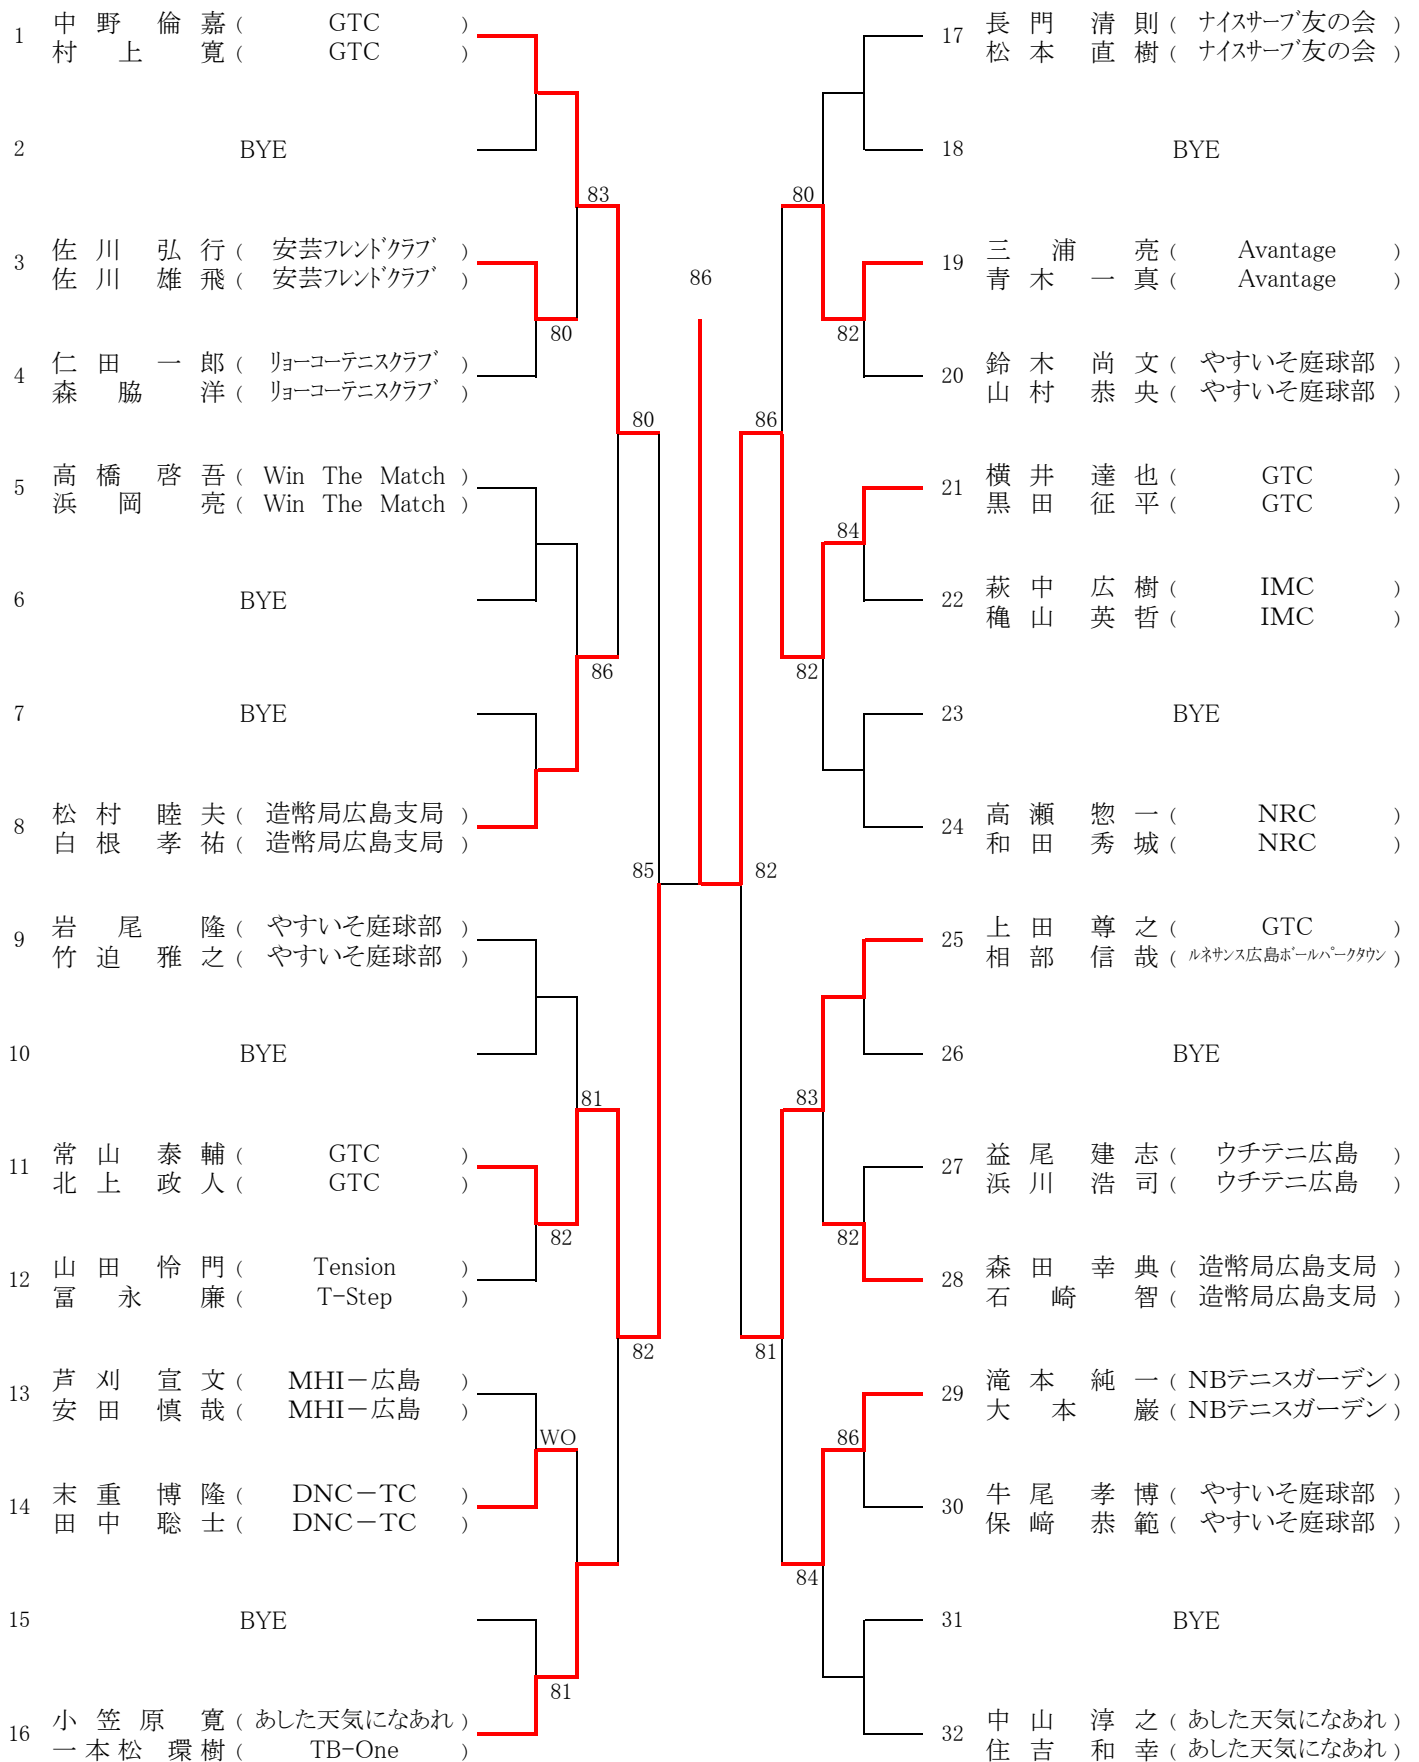 1 中野 倫嘉 ( GTC )
村上 寛 ( GTC )
2 BYE
83
3 佐川 弘行 ( 安芸フレンドクラブ )
佐川 雄飛 ( 安芸フレンドクラブ )
80
4 仁田 一郎 ( リョーコーテニスクラブ )
森脇 洋 ( リョーコーテニスクラブ )
80
5 高橋 啓吾 ( Win The Match )
浜岡 亮 ( Win The Match )
6 BYE
86
7 BYE
8 松村 睦夫 ( 造幣局広島支局 )
白根 孝祐 ( 造幣局広島支局 )
85
9 岩尾 隆 ( やすいそ庭球部 )
竹迫 雅之 ( やすいそ庭球部 )
10 BYE
81
11 常山 泰輔 ( GTC )
北上 政人 ( GTC )
82
12 山田 怜門 ( Tension )
冨永 廉 ( T-Step )
82
13 芦刈 宣文 ( MHI－広島 )
安田 慎哉 ( MHI－広島 )
WO
14 末重 博隆 ( DNC－TC )
田中 聡士 ( DNC－TC )
15 BYE
81
16 小笠原 寛 ( あした天気になあれ )
一本松 環樹 ( TB-One )
86
17 長門 清則 ( ナイスサーブ友の会 )
松本 直樹 ( ナイスサーブ友の会 )
18 BYE
80
19 三浦 亮 ( Avantage )
青木 一真 ( Avantage )
82
20 鈴木 尚文 ( やすいそ庭球部 )
山村 恭央 ( やすいそ庭球部 )
86
21 横井 達也 ( GTC )
黒田 征平 ( GTC )
84
22 萩中 広樹 ( IMC )
穐山 英哲 ( IMC )
82
23 BYE
24 高瀬 惣一 ( NRC )
和田 秀城 ( NRC )
82
25 上田 尊之 ( GTC )
相部 信哉 ( ルネサンス広島ボールパークタウン )
26 BYE
83
27 益尾 建志 ( ウチテニ広島 )
浜川 浩司 ( ウチテニ広島 )
82
28 森田 幸典 ( 造幣局広島支局 )
石崎 智 ( 造幣局広島支局 )
81
29 滝本 純一 ( NBテニスガーデン )
大本 巌 ( NBテニスガーデン )
86
30 牛尾 孝博 ( やすいそ庭球部 )
保﨑 恭範 ( やすいそ庭球部 )
84
31 BYE
32 中山 淳之 ( あした天気になあれ )
住吉 和幸 ( あした天気になあれ )